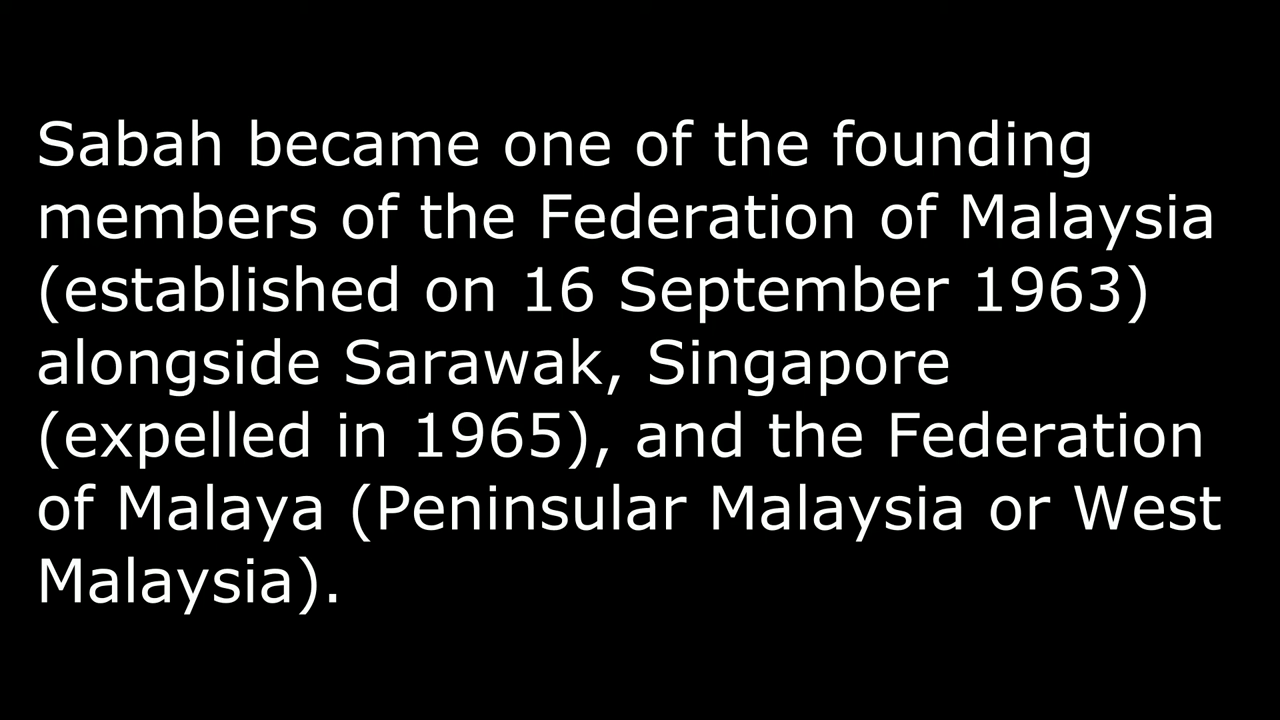 Sabah became one of the founding
members of the Federation of Malaysia
(established on 16 September 1963)
alongside Sarawak, Singapore
(expelled in 1965), and the Federation
of Malaya (Peninsular Malaysia or West
Malaysia).